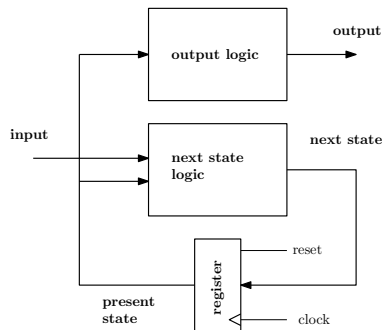 output
output logic
input
next state
next state
logic
reset
register
present
state
clock